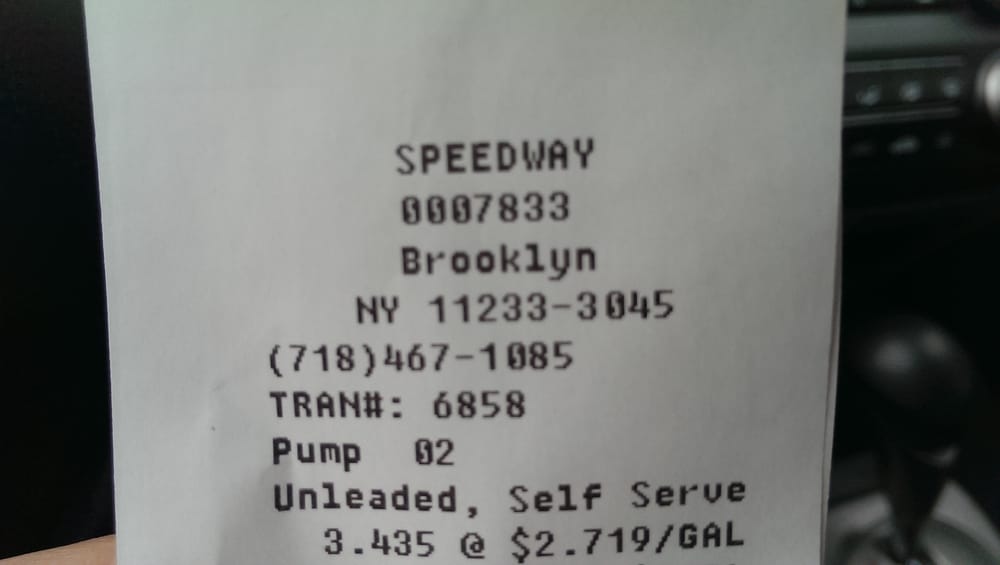 SPEEDWAY
0007833
Brooklyn
NY 11233-3045
(718)467-1085
TRAN#: 6858
Pump 02
Unleaded, Self Serve
3.435 @ $2.719/GAL